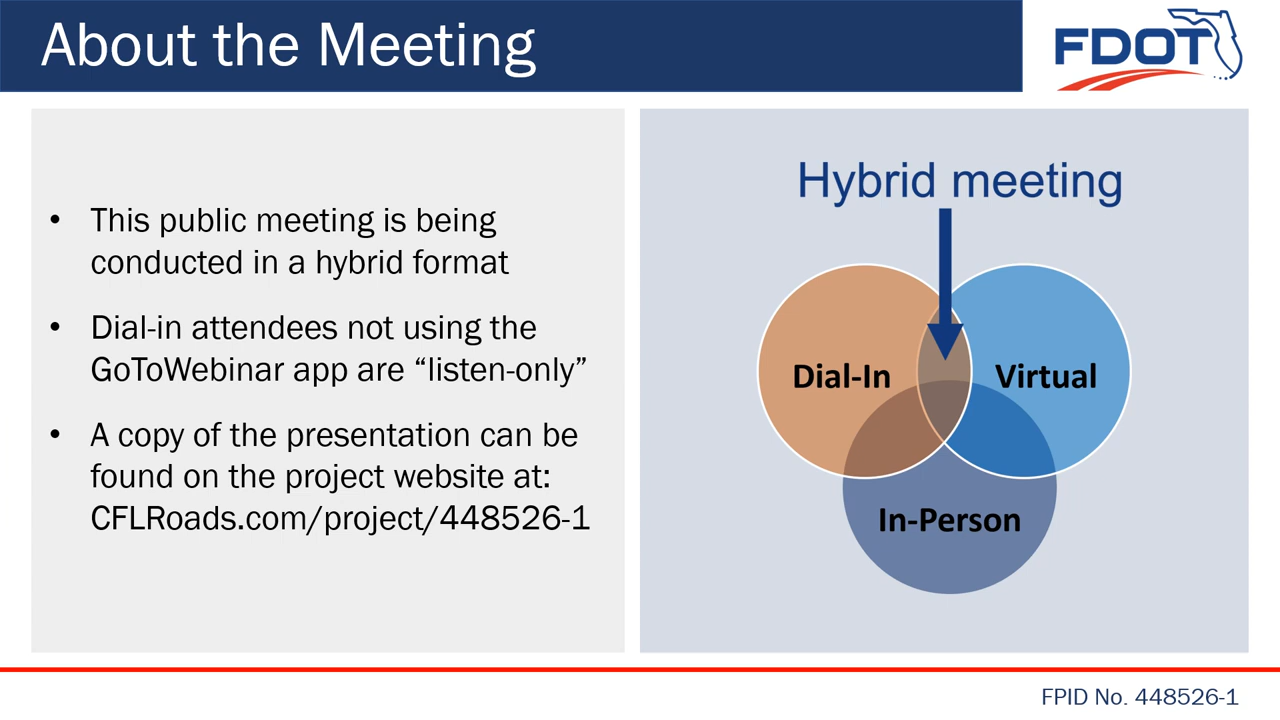 About the Meeting
FDOT
• This public meeting is being
conducted in a hybrid format
• Dial-in attendees not using the
GoToWebinar app are “listen-only”
• A copy of the presentation can be
found on the project website at:
CFLRoads.com/project/448526-1
Hybrid meeting
Dial-In
Virtual
In-Person
FPID No. 448526-1